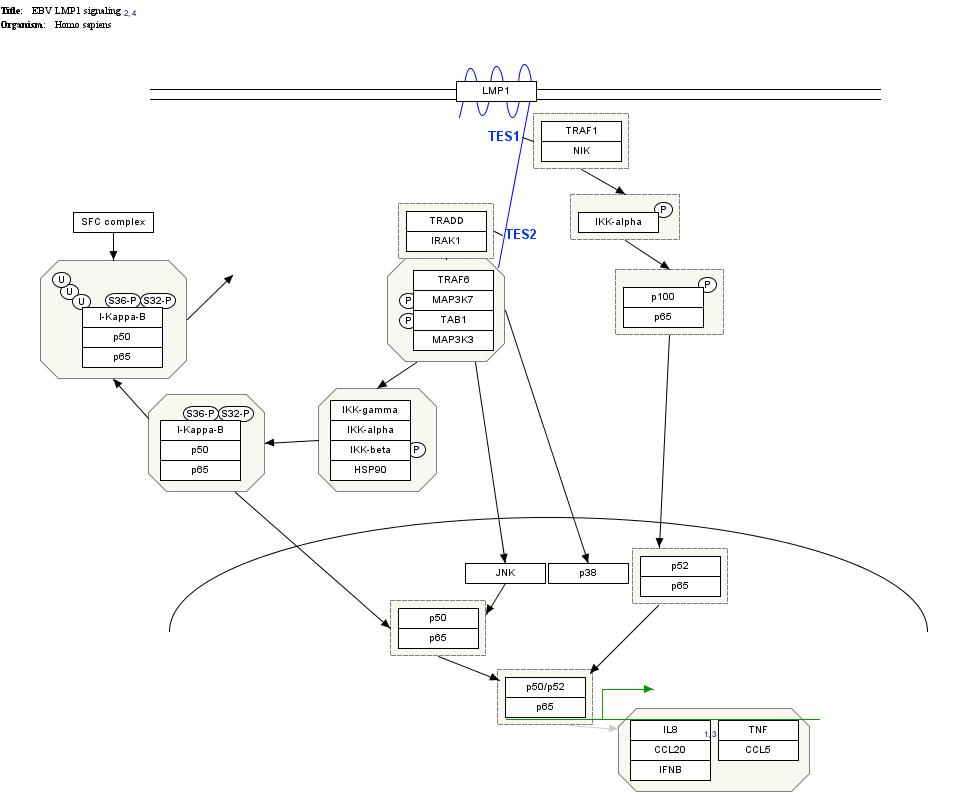 Title: EBV LMP1 signaling 2, 4
Organism: Homo sapiens
LMP1
TES1
TRAF1
NIK
P
IKK-alpha
SFC complex
TRADD
IRAK1
TES2
U
U
U
S36-P S32-P
I-Kappa-B
p50
p65
TRAF6
P MAP3K7
P TAB1
MAP3K3
P
p100
p65
S36-P S32-P
I-Kappa-B
p50
p65
IKK-gamma
IKK-alpha
IKK-beta P
HSP90
JNK
p38
p52
p65
p50
p65
p50/p52
p65
IL8 1, 3 TNF
CCL20 CCL5
IFNB